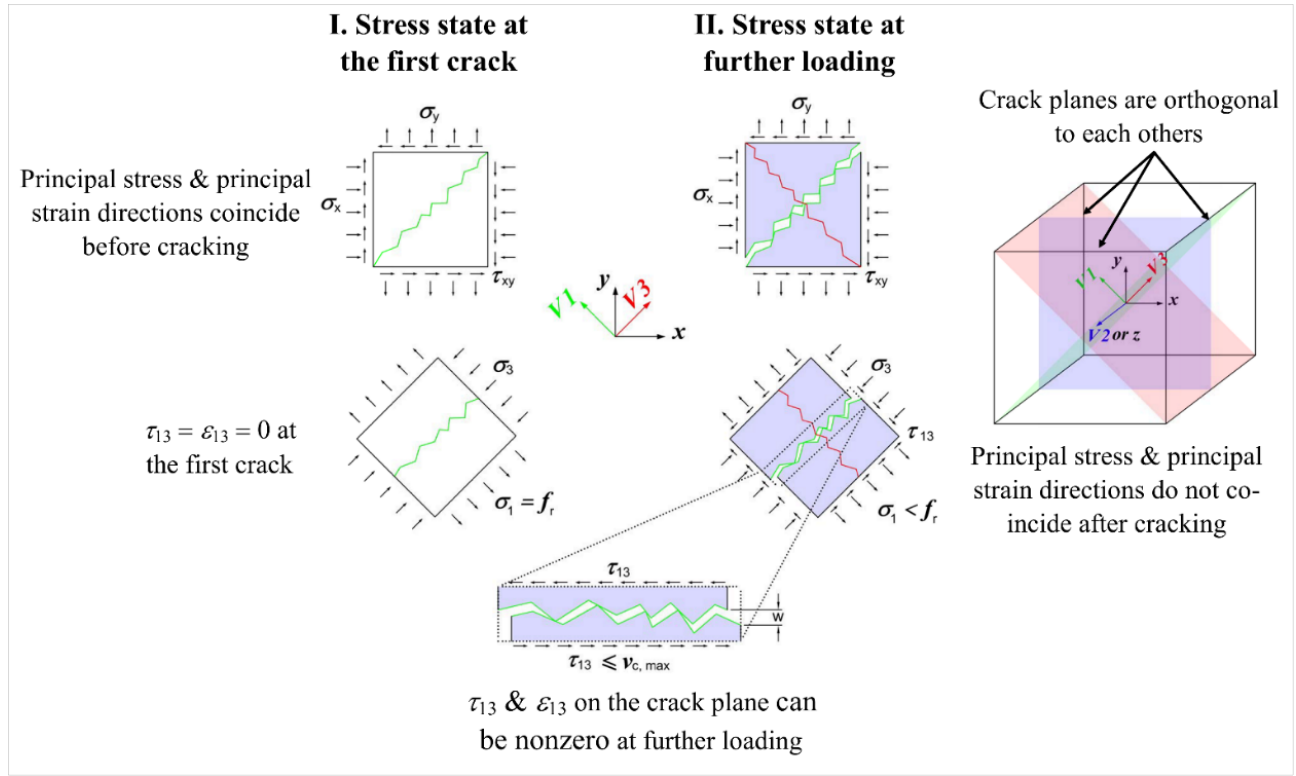 I. Stress state at
the first crack
II. Stress state at
further loading
Principal stress & principal
strain directions coincide
before cracking
σy
σx
τxy
σy
σx
τxy
Crack planes are orthogonal
to each others
y
V1
V3
x
V2 or z
y
V1
V3
x
τ13 = ε13 = 0 at
the first crack
σ3
σ1 = fr
σ3
τ13
σ1 < fr
Principal stress & principal
strain directions do not co-
incide after cracking
τ13
w
τ13 ⩽ vc, max
τ13 & ε13 on the crack plane can
be nonzero at further loading